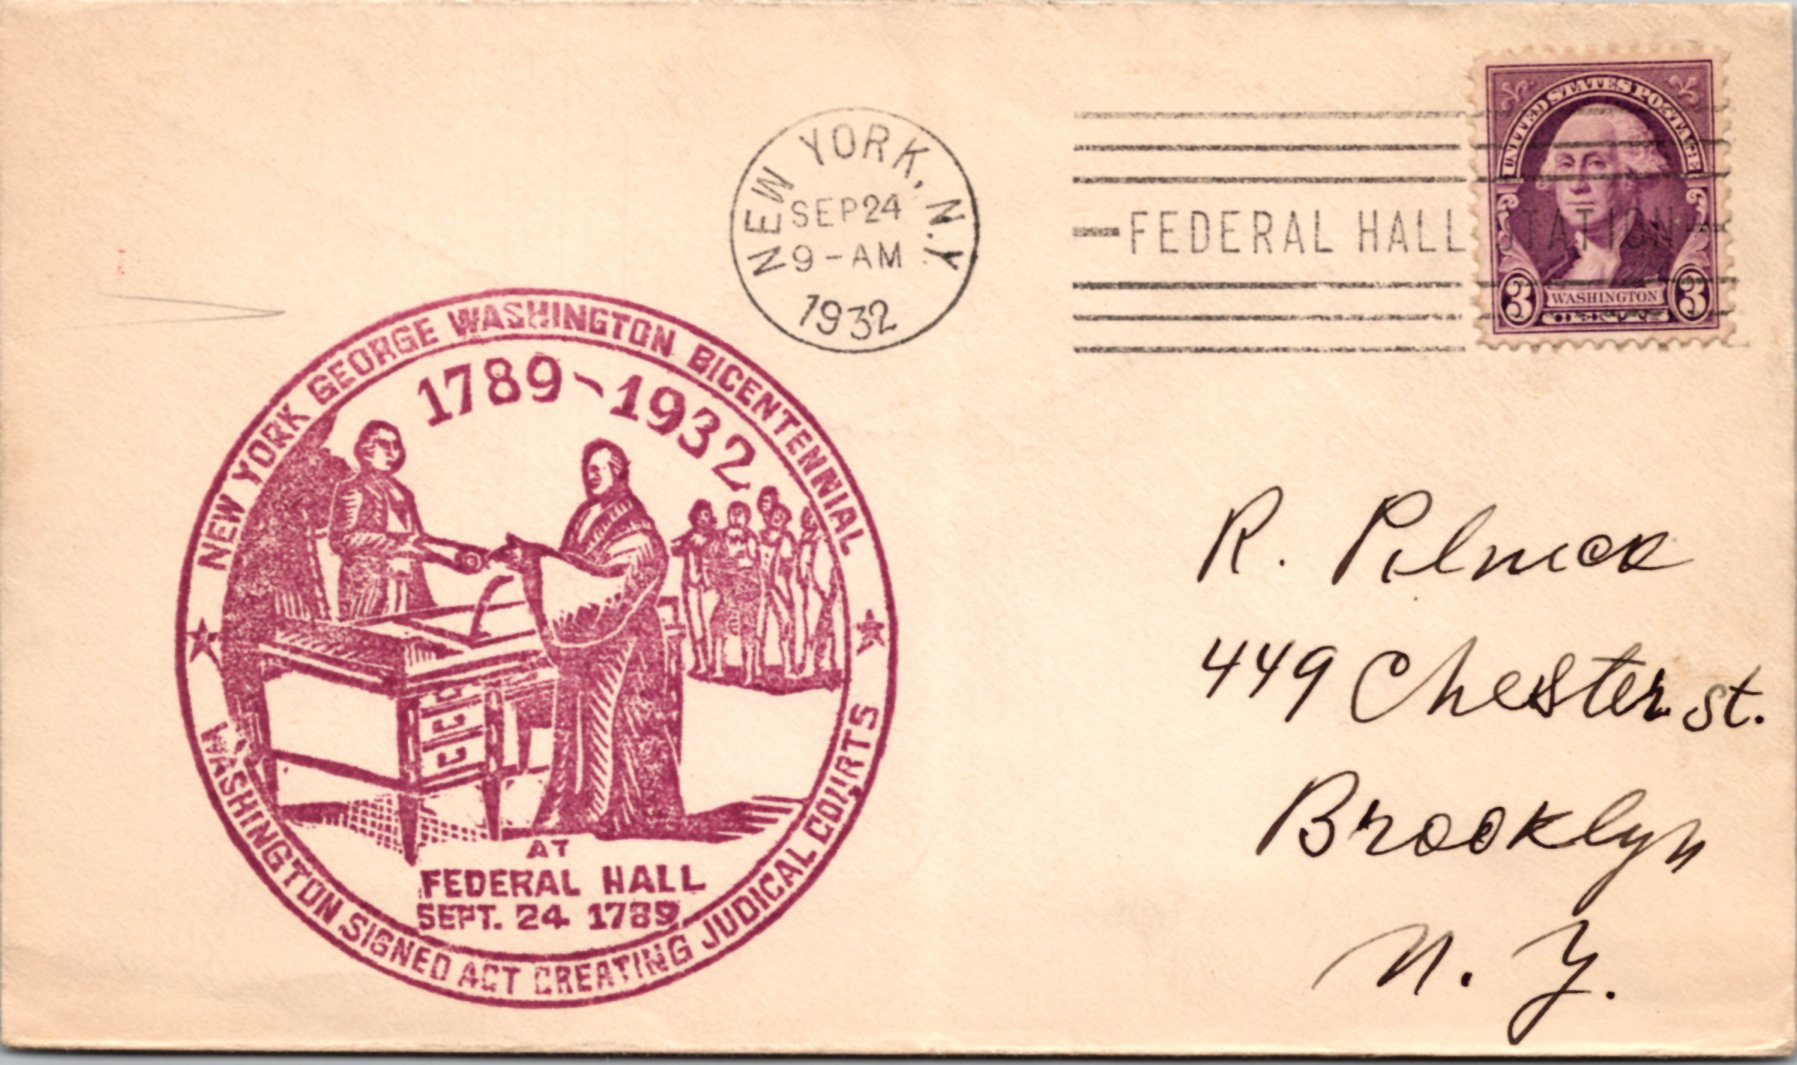 NEW YORK, N.Y.
SEP 24
9-AM
1932
FEDERAL HALL STATION
UNITED STATES POSTAGE
3 WASHINGTON 3
NEW YORK GEORGE WASHINGTON BICENTENNIAL
1789-1932
AT
FEDERAL HALL
SEPT. 24 1789
WASHINGTON SIGNED ACT CREATING JUDICAL COURTS
R.
449 Chester St.
Brooklyn
N. Y.